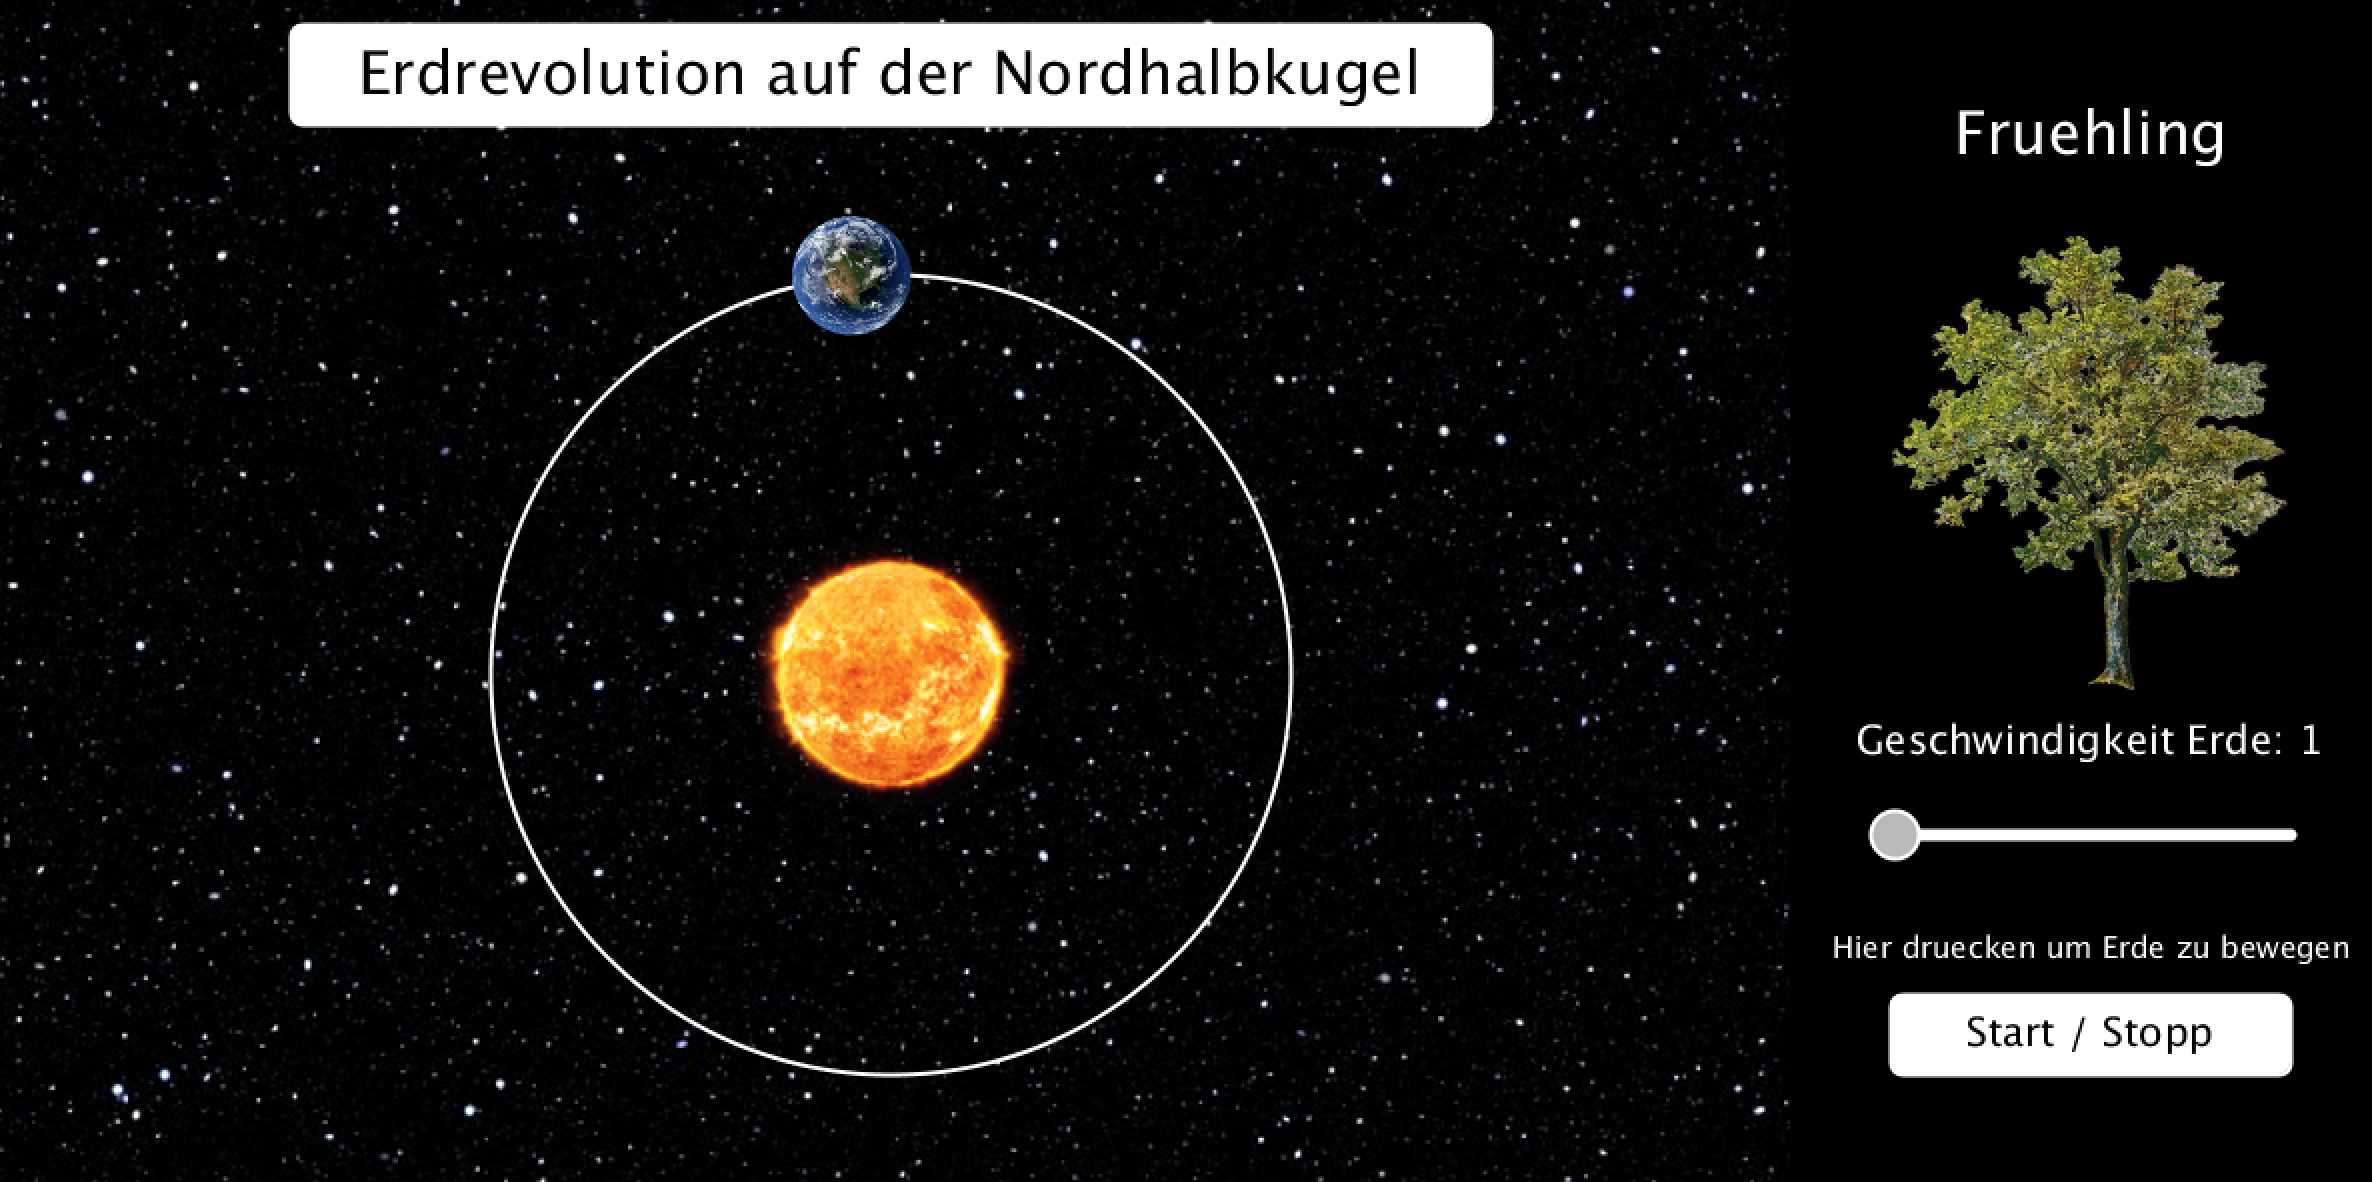 Erdrevolution auf der Nordhalbkugel
Fruehling
Geschwindigkeit Erde: 1
Hier druecken um Erde zu bewegen
Start / Stopp